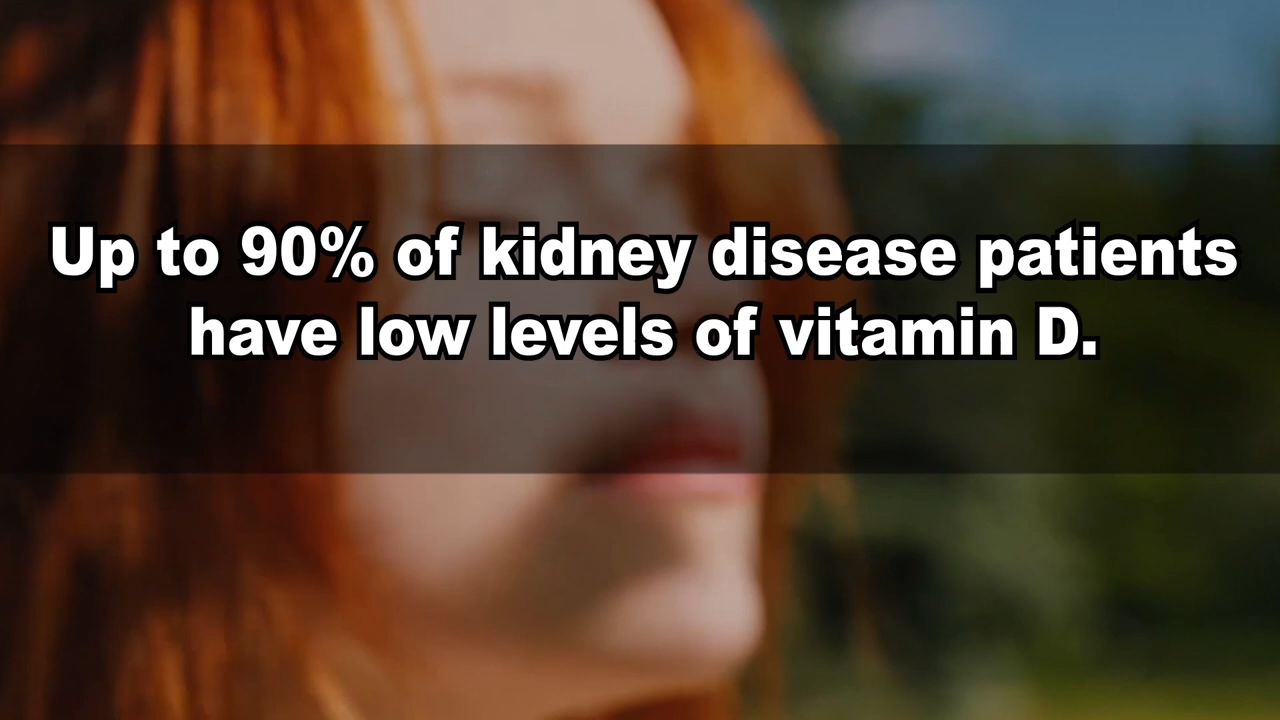 Up to 90% of kidney disease patients
have low levels of vitamin D.